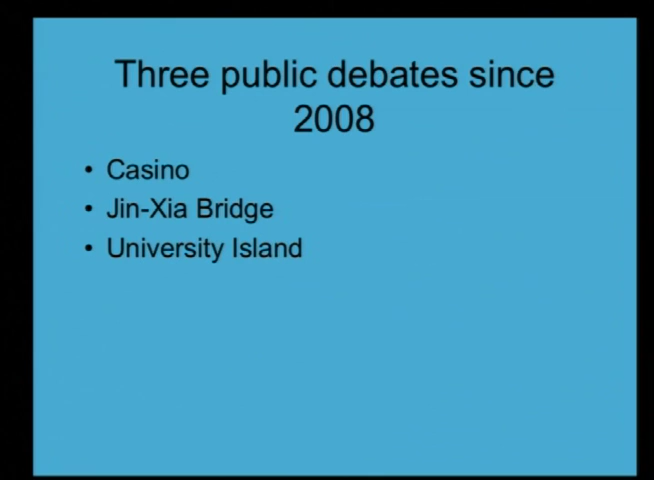 Three public debates since
2008
• Casino
• Jin-Xia Bridge
• University Island